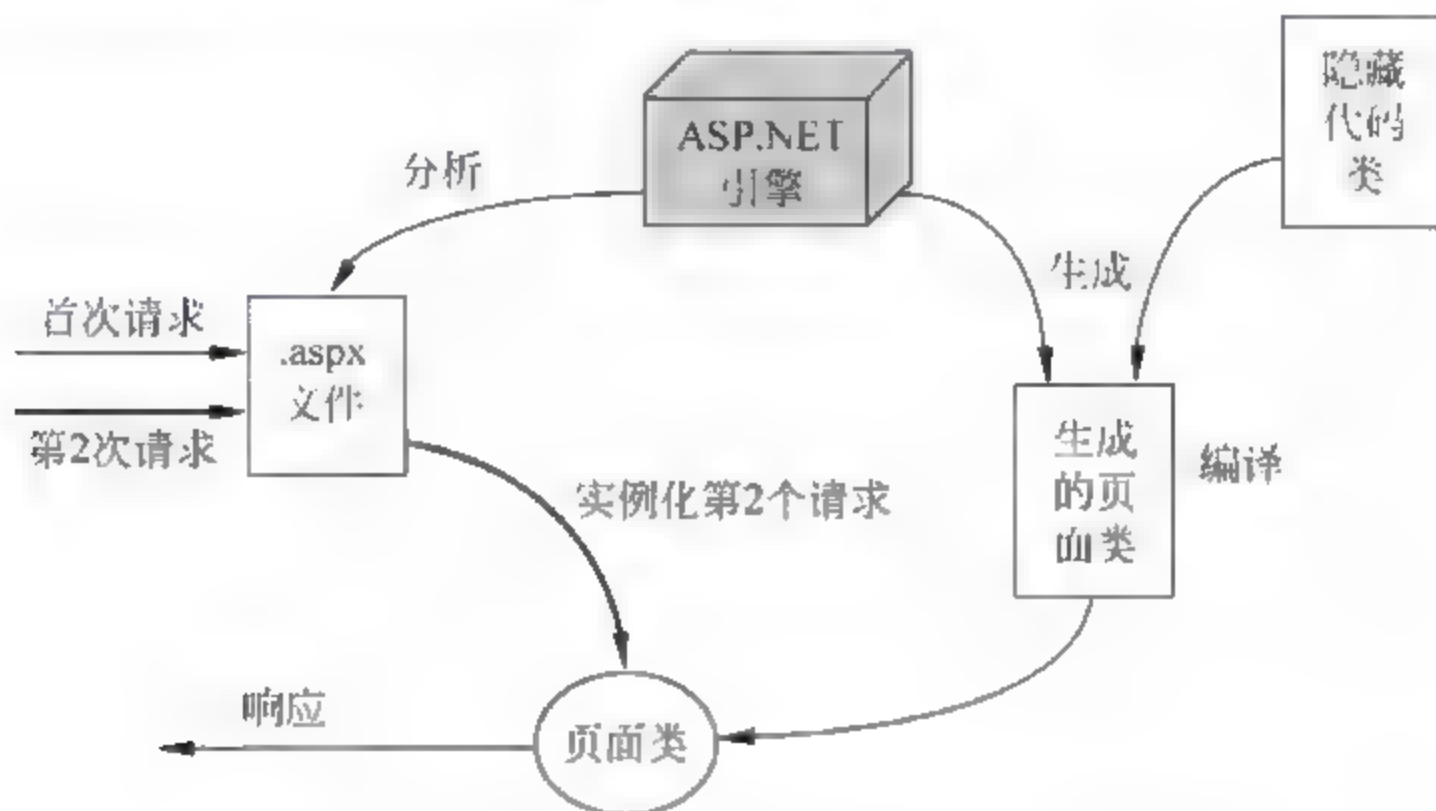 隐藏
代码
类
ASP.NET
引擎
分析
生成
首次请求
.aspx
文件
第2次请求
生成
的页
面类
编译
实例化第2个请求
响应
页面类